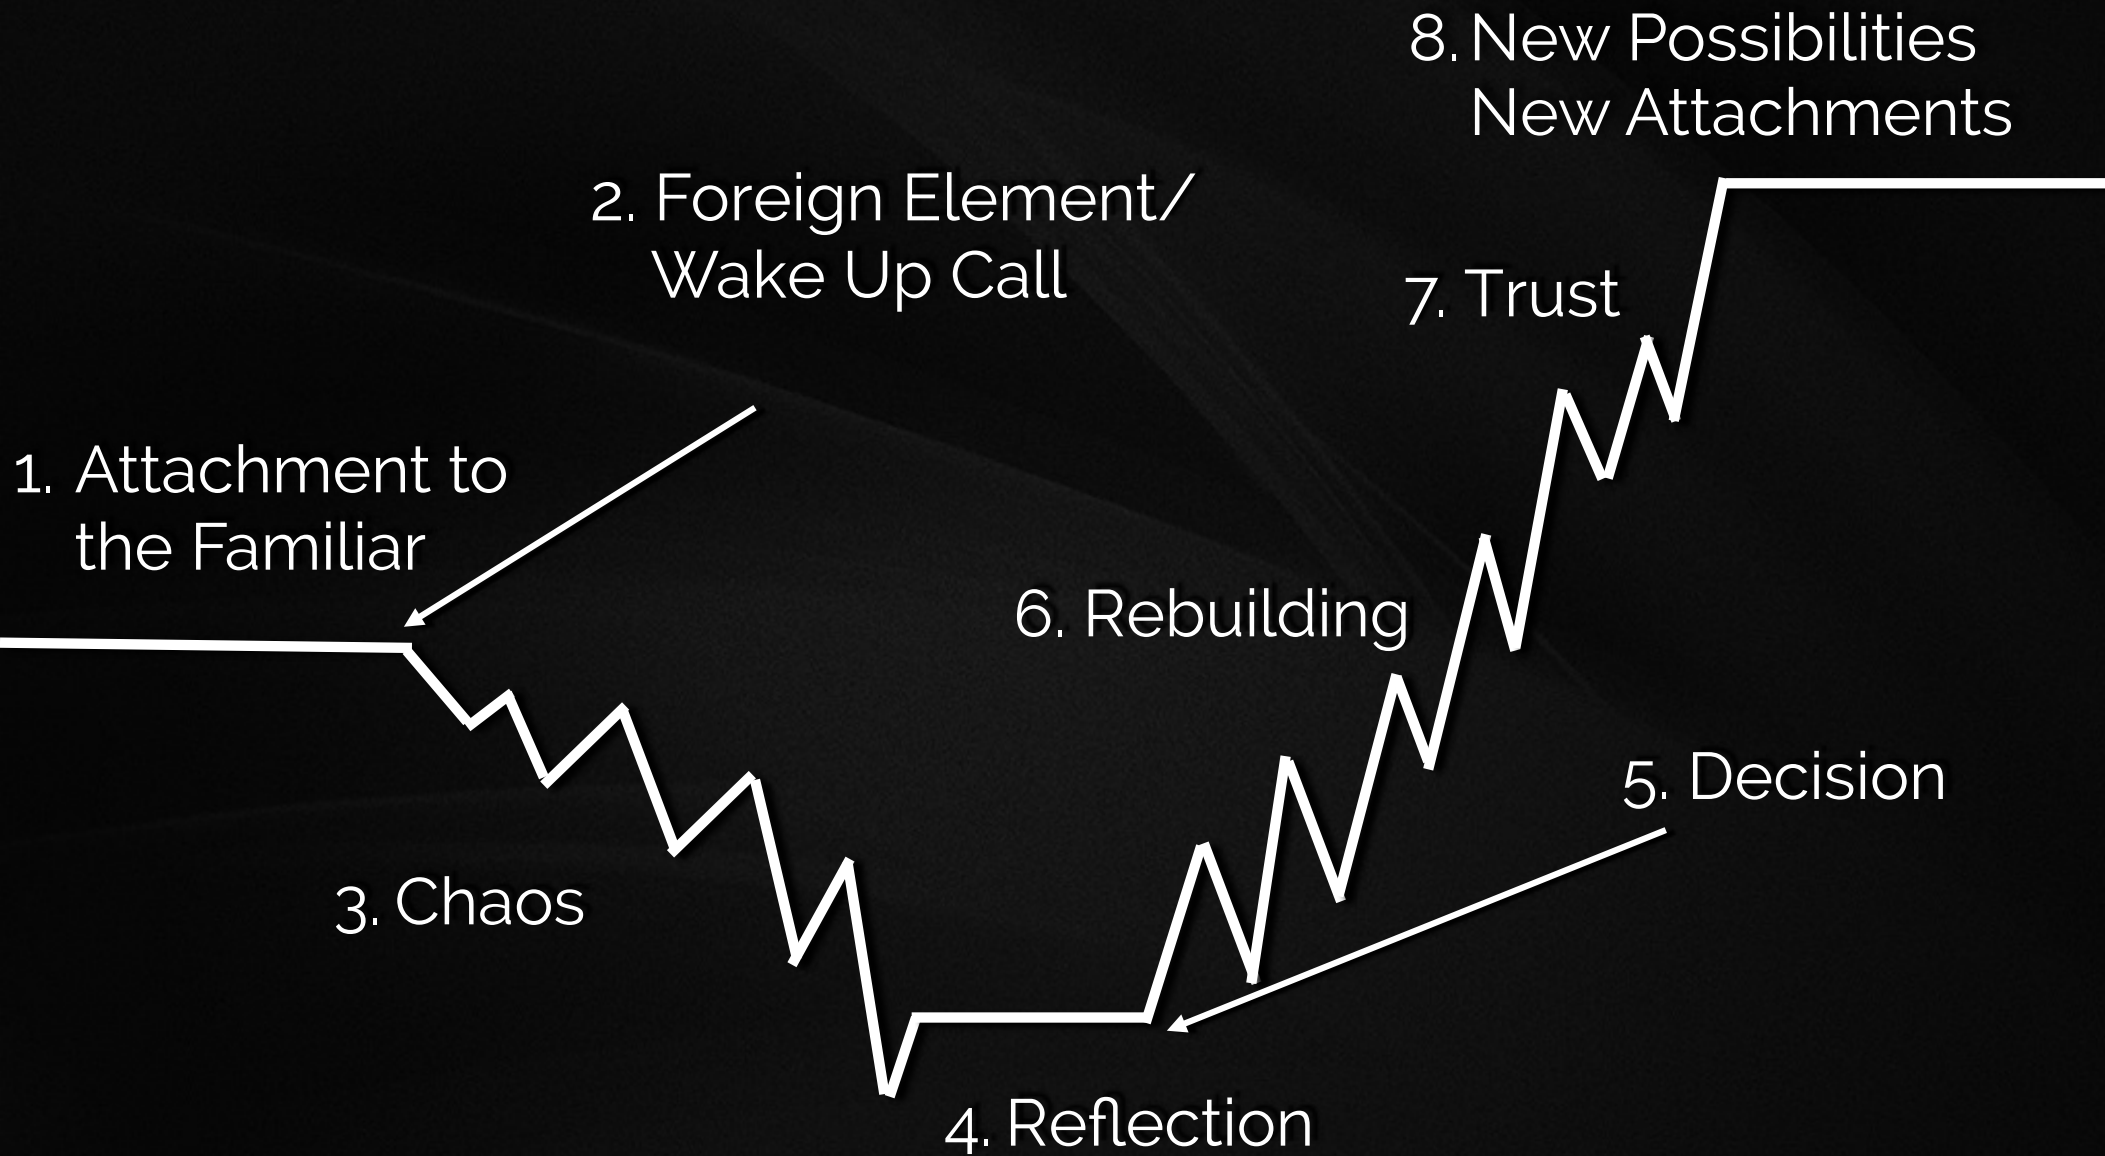 1. Attachment to
the Familiar
2. Foreign Element/
Wake Up Call
3. Chaos
4. Reflection
5. Decision
6. Rebuilding
7. Trust
8. New Possibilities
New Attachments